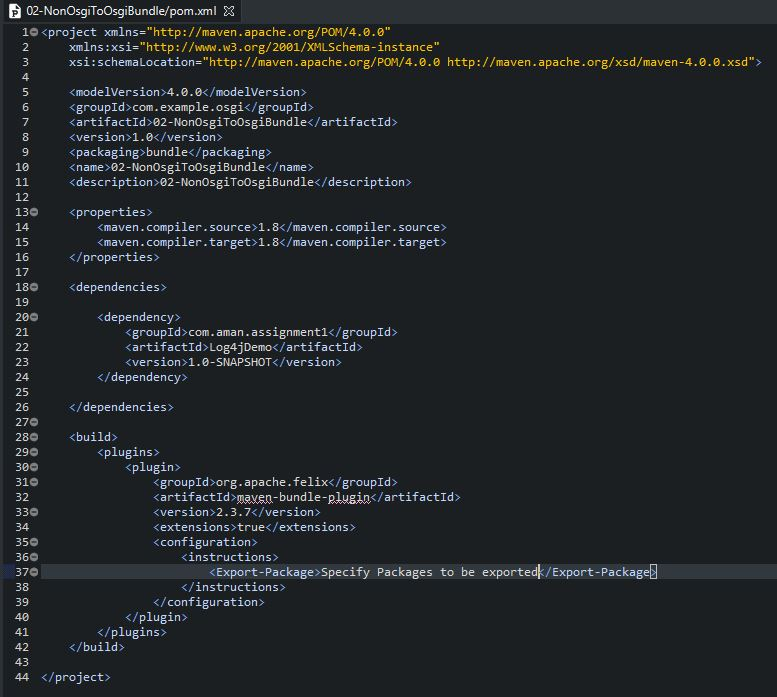 02-NonOsgiToOsgiBundle/pom.xml
1 <project xmlns="http://maven.apache.org/POM/4.0.0"
2 xmlns:xsi="http://www.w3.org/2001/XMLSchema-instance"
3 xsi:schemaLocation="http://maven.apache.org/POM/4.0.0 http://maven.apache.org/xsd/maven-4.0.0.xsd">
4
5 <modelVersion>4.0.0</modelVersion>
6 <groupId>com.example.osgi</groupId>
7 <artifactId>02-NonOsgiToOsgiBundle</artifactId>
8 <version>1.0</version>
9 <packaging>bundle</packaging>
10 <name>02-NonOsgiToOsgiBundle</name>
11 <description>02-NonOsgiToOsgiBundle</description>
12
13 <properties>
14 <maven.compiler.source>1.8</maven.compiler.source>
15 <maven.compiler.target>1.8</maven.compiler.target>
16 </properties>
17
18 <dependencies>
19
20 <dependency>
21 <groupId>com.aman.assignment1</groupId>
22 <artifactId>Log4jDemo</artifactId>
23 <version>1.0-SNAPSHOT</version>
24 </dependency>
25
26 </dependencies>
27
28 <build>
29 <plugins>
30 <plugin>
31 <groupId>org.apache.felix</groupId>
32 <artifactId>maven-bundle-plugin</artifactId>
33 <version>2.3.7</version>
34 <extensions>true</extensions>
35 <configuration>
36 <instructions>
37 <Export-Package>Specify Packages to be exported</Export-Package>
38 </instructions>
39 </configuration>
40 </plugin>
41 </plugins>
42 </build>
43
44 </project>